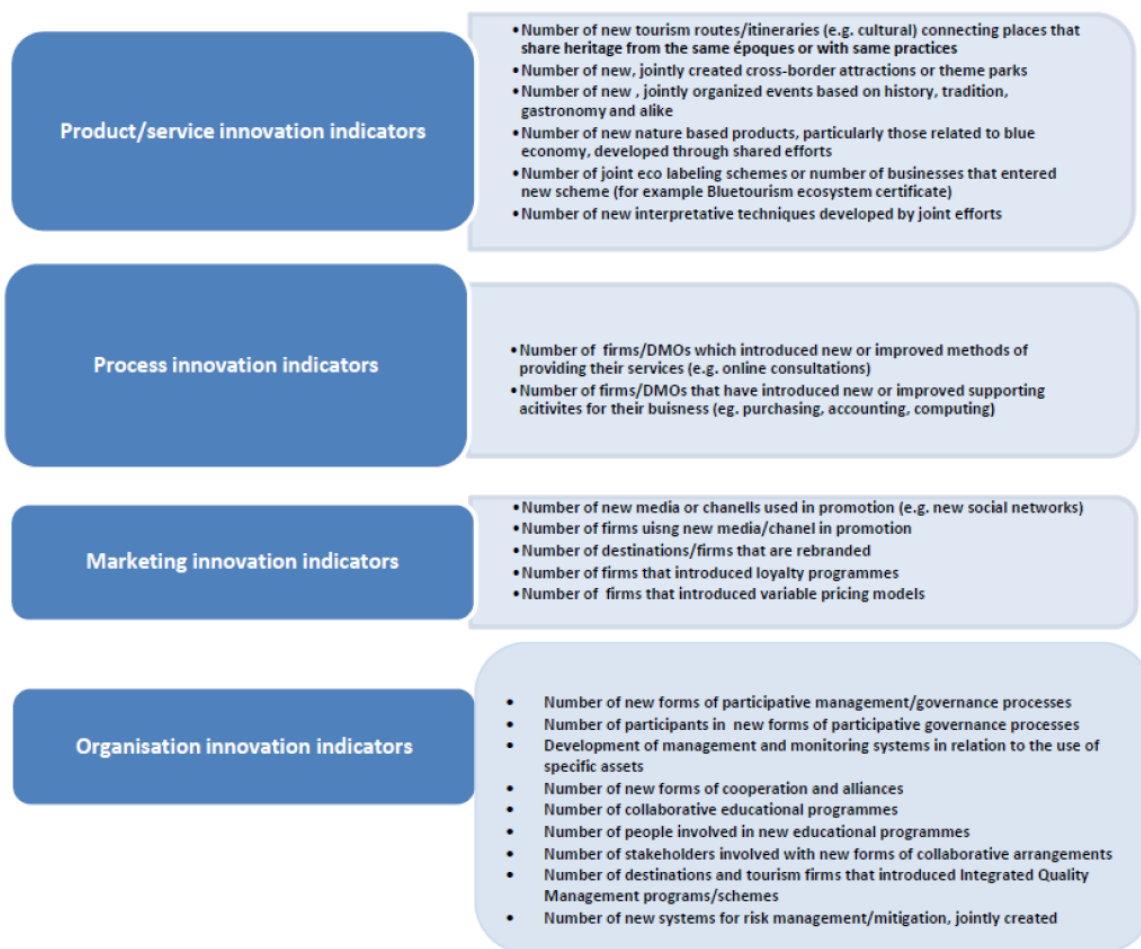 Product/service innovation indicators
•Number of new tourism routes/itineraries (e.g. cultural) connecting places that
share heritage from the same époques or with same practices
•Number of new, jointly created cross-border attractions or theme parks
•Number of new , jointly organized events based on history, tradition,
gastronomy and alike
•Number of new nature based products, particularly those related to blue
economy, developed through shared efforts
•Number of joint eco labeling schemes or number of businesses that entered
new scheme (for example Bluetourism ecosystem certificate)
•Number of new interpretative techniques developed by joint efforts
Process innovation indicators
•Number of firms/DMOs which introduced new or improved methods of
providing their services (e.g. online consultations)
•Number of firms/DMOs that have introduced new or improved supporting
acitivites for their buisness (eg. purchasing, accounting, computing)
Marketing innovation indicators
•Number of new media or chanells used in promotion (e.g. new social networks)
•Number of firms uisng new media/chanel in promotion
•Number of destinations/firms that are rebranded
•Number of firms that introduced loyalty programmes
•Number of firms that introduced variable pricing models
Organisation innovation indicators
• Number of new forms of participative management/governance processes
• Number of participants in new forms of participative governance processes
• Development of management and monitoring systems in relation to the use of
specific assets
• Number of new forms of cooperation and alliances
• Number of collaborative educational programmes
• Number of people involved in new educational programmes
• Number of stakeholders involved with new forms of collaborative arrangements
• Number of destinations and tourism firms that introduced Integrated Quality
Management programs/schemes
• Number of new systems for risk management/mitigation, jointly created